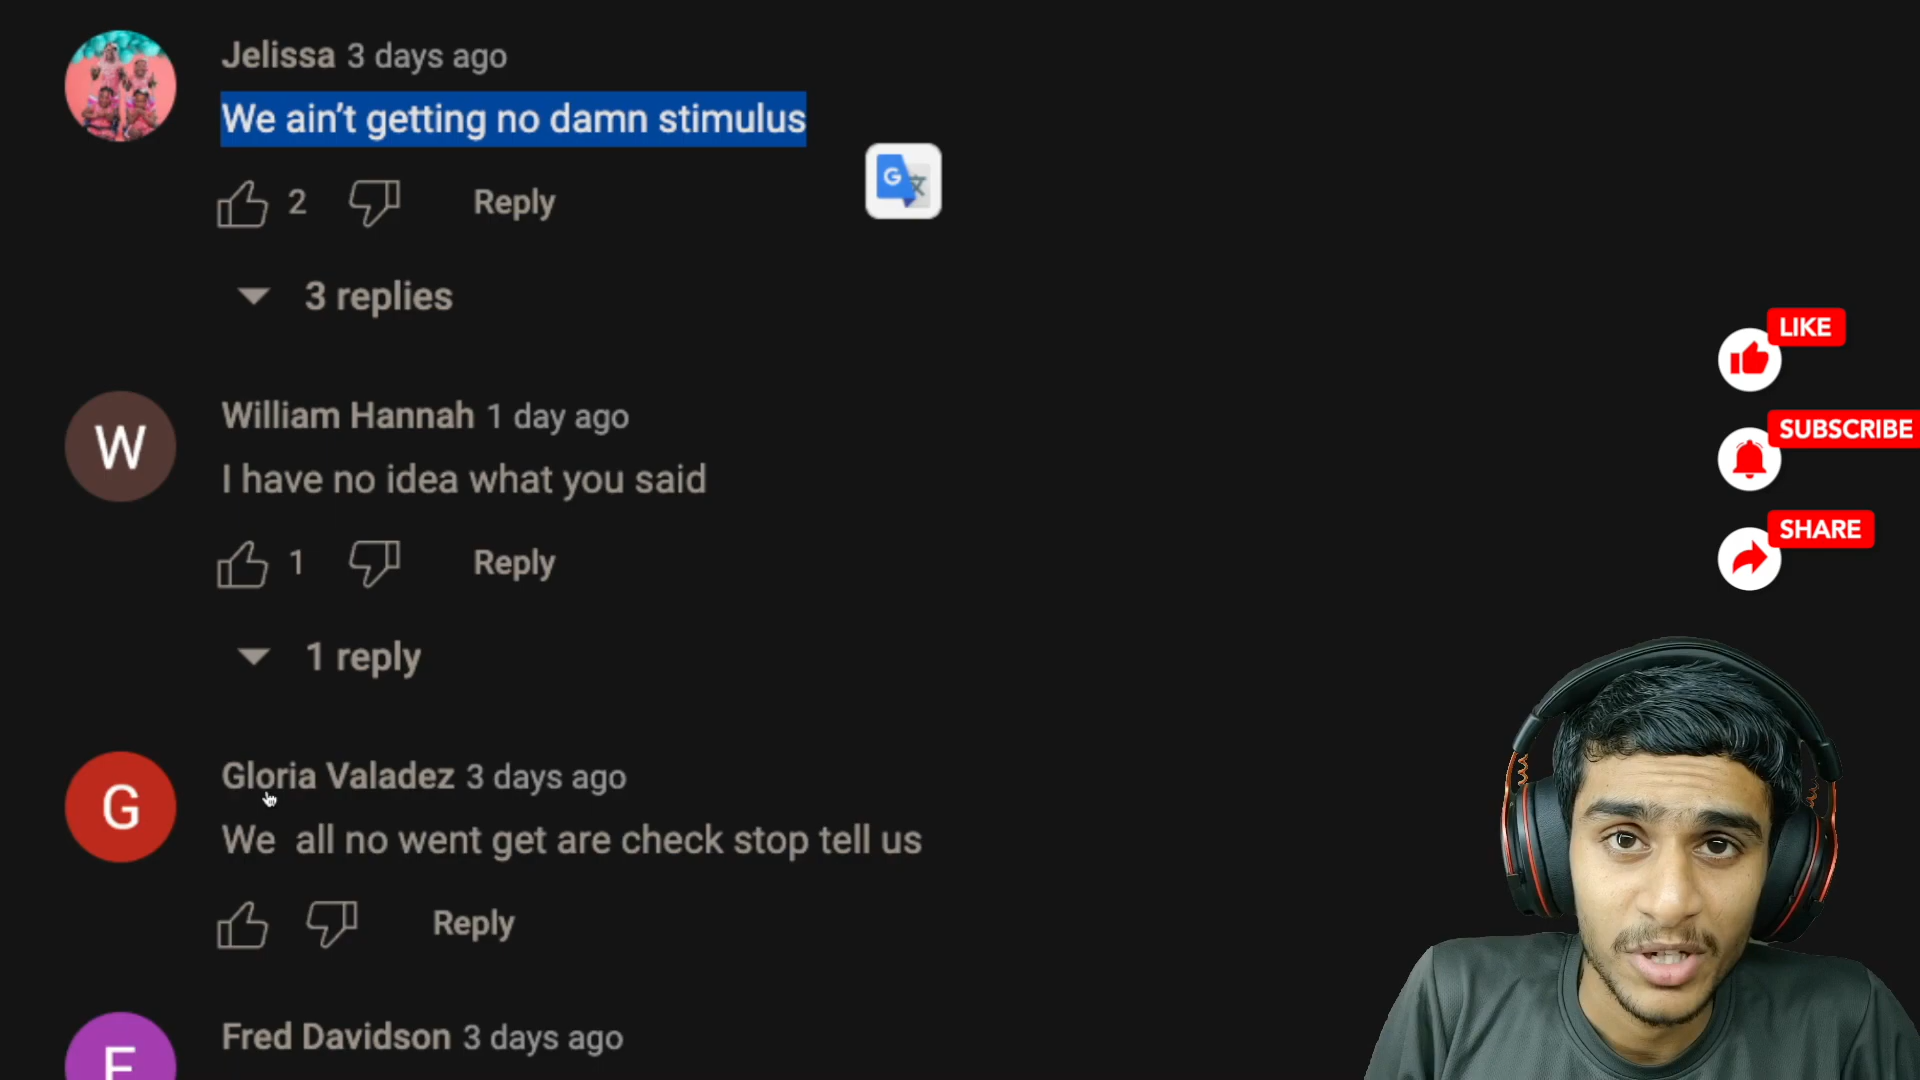 Jelissa 3 days ago
We ain’t getting no damn stimulus
2 Reply
3 replies
W
William Hannah 1 day ago
I have no idea what you said
1 Reply
1 reply
G
Gloria Valadez 3 days ago
We  all no went get are check stop tell us
Reply
F
Fred Davidson 3 days ago
G
LIKE
SUBSCRIBE
SHARE